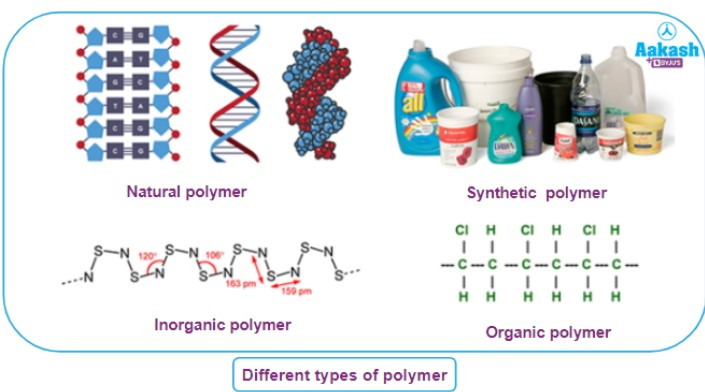 Aakash
+ BYJU'S
C G
A T
G C
T A
C G
C G
all
DAWN
DASANI
Natural polymer
Synthetic polymer
S N S N S N S N
N S N S N S N S
120°
106°
163 pm
159 pm
Cl H Cl H Cl H
C C C C C C
H H H H H H
Inorganic polymer
Organic polymer
Different types of polymer